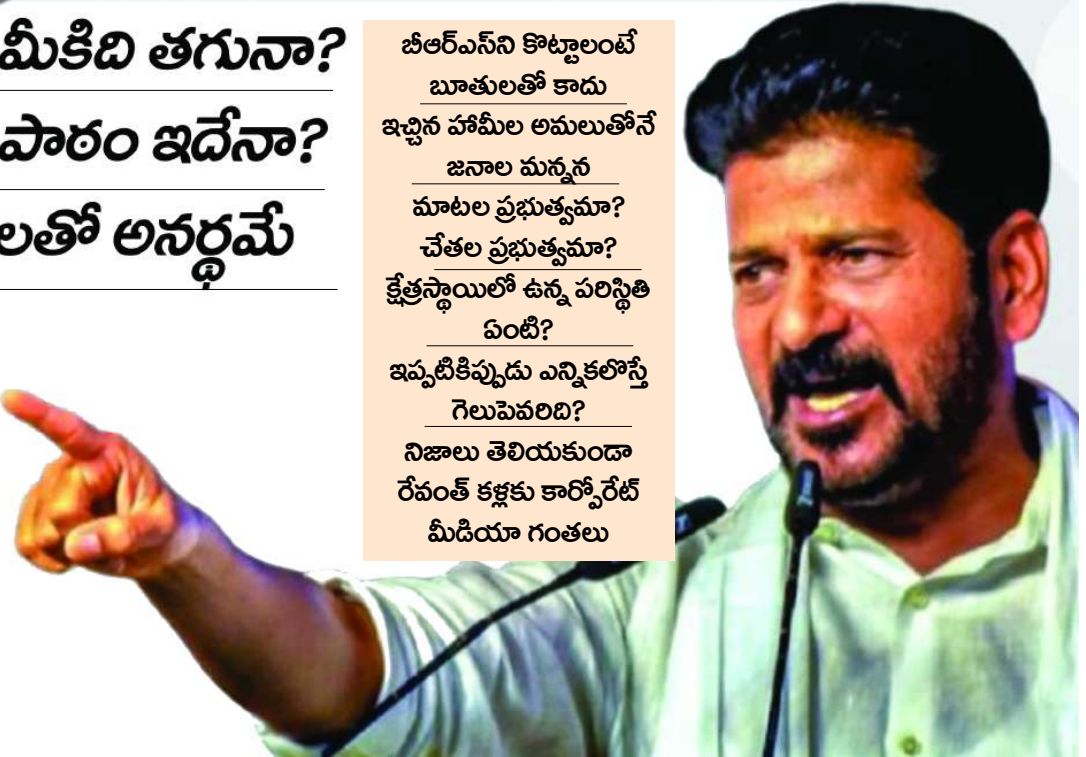 మీకిది తగునా?
పాఠం ఇదేనా?
లతో అనర్థమే
బీఆర్ఎస్‌ని కొట్టాలంటే
బూతులతో కాదు
ఇచ్చిన హామీల అమలుతోనే
జనాల మన్నన
మాటల ప్రభుత్వమా?
చేతల ప్రభుత్వమా?
క్షేత్రస్థాయిలో ఉన్న పరిస్థితి
ఏంటి?
ఇప్పటికిప్పుడు ఎన్నికలొస్తే
గెలుపెవరిది?
నిజాలు తెలియకుండా
రేవంత్ కళ్లకు కార్పోరేట్
మీడియా గంతలు